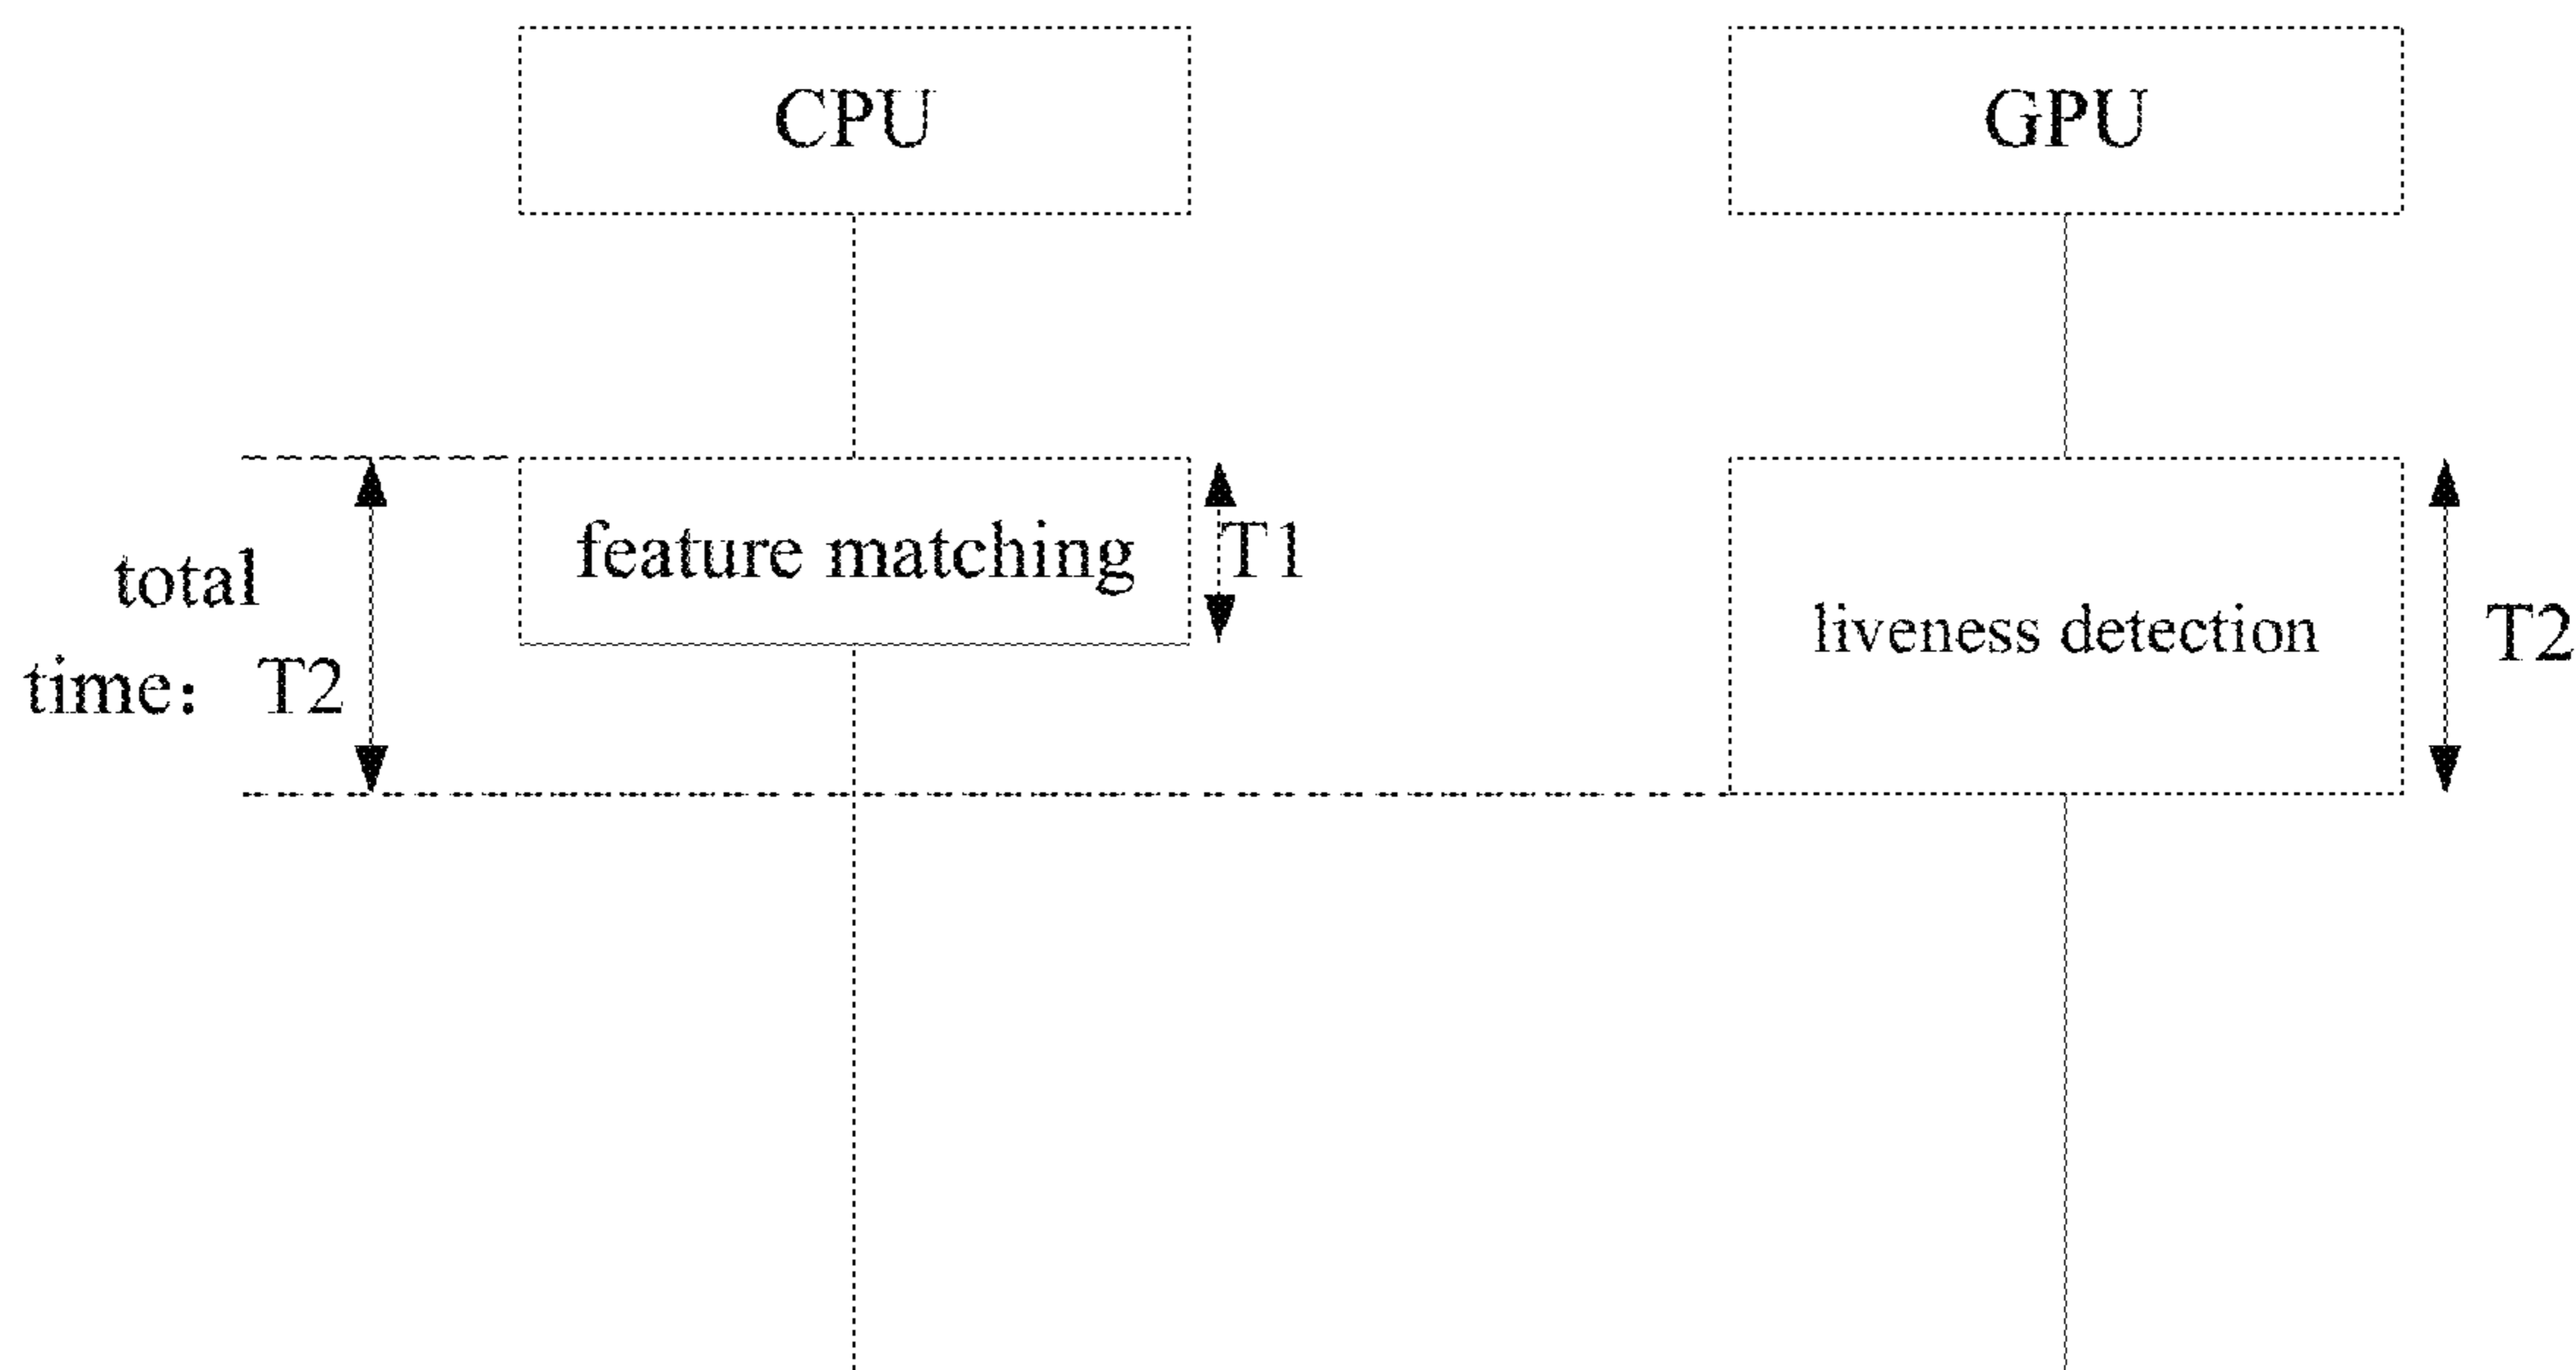 CPU
GPU
feature matching
T1
total
time： T2
liveness detection
T2